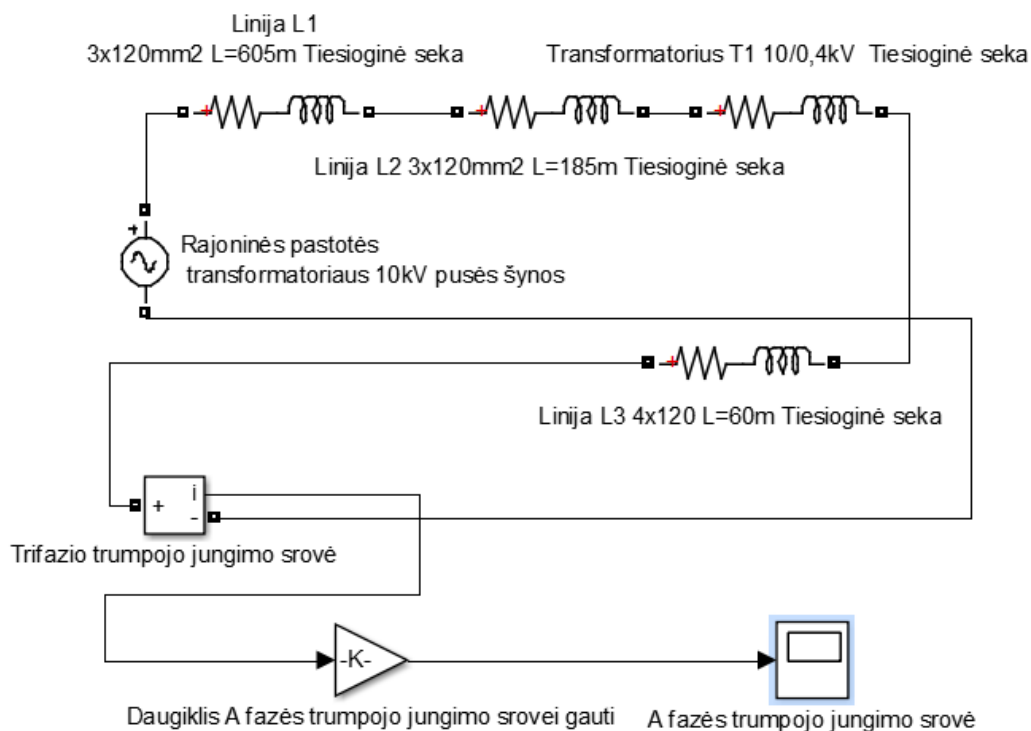 Linija L1
3x120mm2 L=605m Tiesioginė seka
Transformatorius T1 10/0,4kV Tiesioginė seka
+
+
+
Linija L2 3x120mm2 L=185m Tiesioginė seka
+
Rajoninės pastotės
transformatoriaus 10kV pusės šynos
+
Linija L3 4x120 L=60m Tiesioginė seka
+
i
-
Trifazio trumpojo jungimo srovė
-K-
Daugiklis A fazės trumpojo jungimo srovei gauti
A fazės trumpojo jungimo srovė